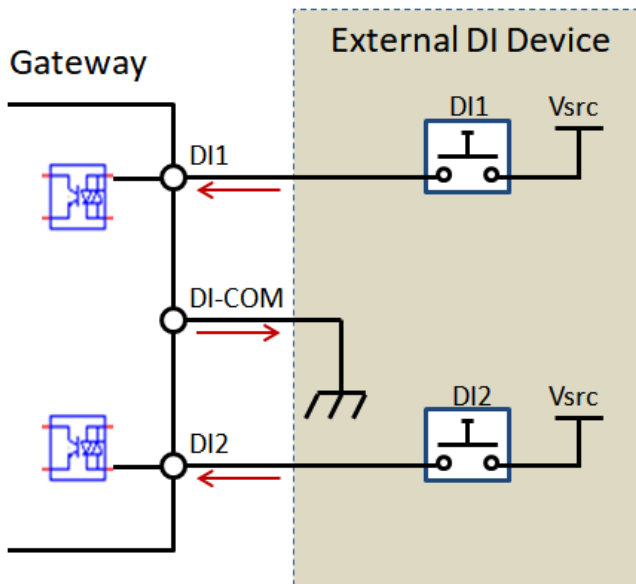 External DI Device
Gateway
DI1
Vsrc
DI1
DI-COM
DI2
Vsrc
DI2